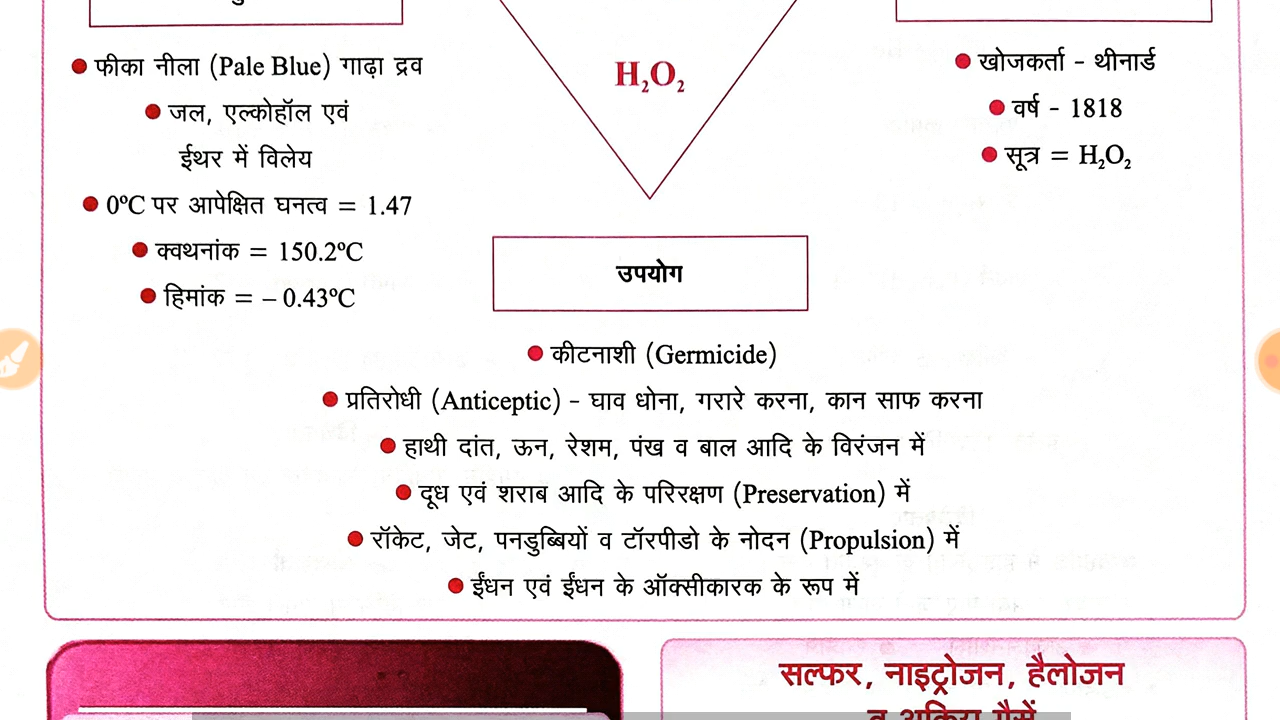 ● फीका नीला (Pale Blue) गाढ़ा द्रव
● जल, एल्कोहॉल एवं
ईथर में विलेय
● 0ºC पर आपेक्षित घनत्व = 1.47
● क्वथनांक = 150.2ºC
● हिमांक = – 0.43ºC
H₂O₂
● खोजकर्ता - थीनार्ड
● वर्ष - 1818
● सूत्र = H₂O₂
उपयोग
● कीटनाशी (Germicide)
● प्रतिरोधी (Anticeptic) - घाव धोना, गरारे करना, कान साफ करना
● हाथी दांत, ऊन, रेशम, पंख व बाल आदि के विरंजन में
● दूध एवं शराब आदि के परिरक्षण (Preservation) में
● रॉकेट, जेट, पनडुब्बियों व टॉरपीडो के नोदन (Propulsion) में
● ईंधन एवं ईंधन के ऑक्सीकारक के रूप में
सल्फर, नाइट्रोजन, हैलोजन